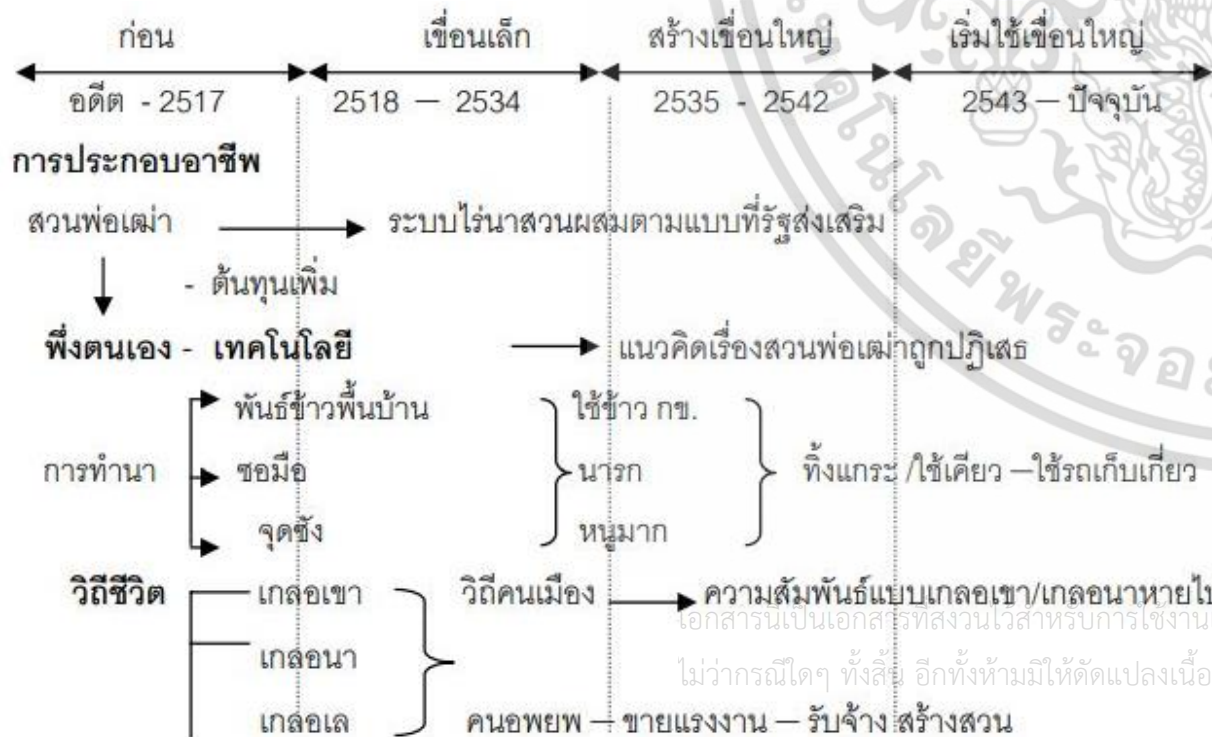 ก่อน เขื่อนเล็ก สร้างเขื่อนใหญ่ เริ่มใช้เขื่อนใหญ่
อดีต - 2517 2518 – 2534 2535 - 2542 2543 – ปัจจุบัน
การประกอบอาชีพ
สวนพ่อเฒ่า ระบบไร่นาสวนผสมตามแบบที่รัฐส่งเสริม
- ต้นทุนเพิ่ม
พึ่งตนเอง - เทคโนโลยี แนวคิดเรื่องสวนพ่อเฒ่าถูกปฏิเสธ
พันธ์ข้าวพื้นบ้าน ใช้ข้าว กข.
การทำนา ซอมือ นารก ทิ้งแกระ /ใช้เคียว –ใช้รถเก็บเกี่ยว
จุดซัง หนูมาก
วิถีชีวิต เกลอเขา วิถีคนเมือง ความสัมพันธ์แบบเกลอเขา/เกลอนาหายไป
เอกสารนี้เป็นเอกสารที่สงวนไว้สำหรับการใช้งาน
เกลอนา
ไม่ว่ากรณีใดๆ ทั้งสิ้น อีกทั้งห้ามมิให้ดัดแปลงเนื้อ
เกลอเล คนอพยพ – ขายแรงงาน – รับจ้าง สร้างสวน